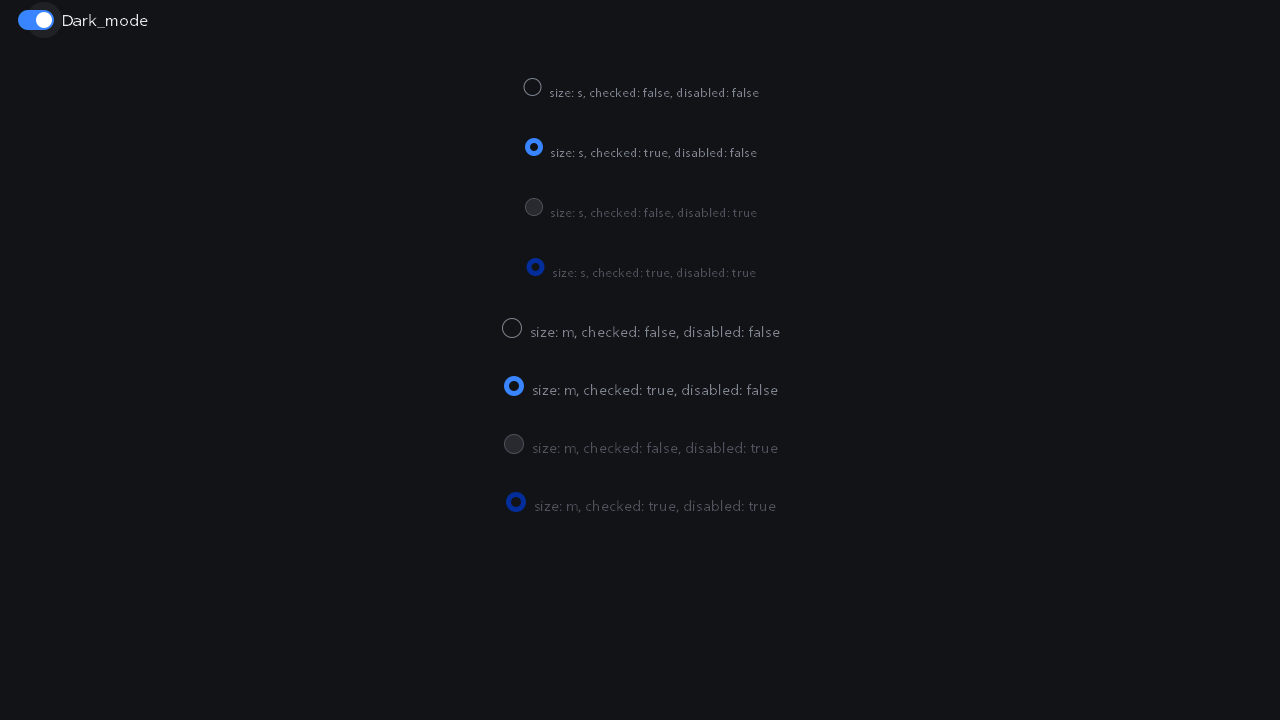 Dark_mode
size: s, checked: false, disabled: false
size: s, checked: true, disabled: false
size: s, checked: false, disabled: true
size: s, checked: true, disabled: true
size: m, checked: false, disabled: false
size: m, checked: true, disabled: false
size: m, checked: false, disabled: true
size: m, checked: true, disabled: true